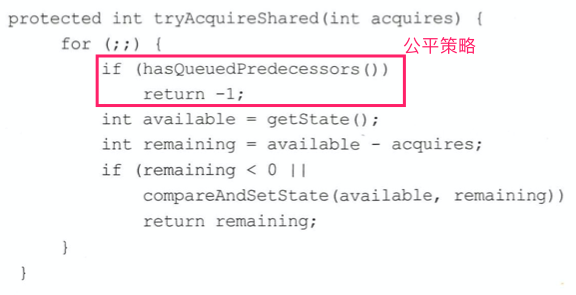 protected int tryAcquireShared(int acquires) {
for (;;) {
公平策略
if (hasQueuedPredecessors())
return -1;
int available = getState();
int remaining = available - acquires;
if (remaining < 0 ||
compareAndSetState(available, remaining))
return remaining;
}
}